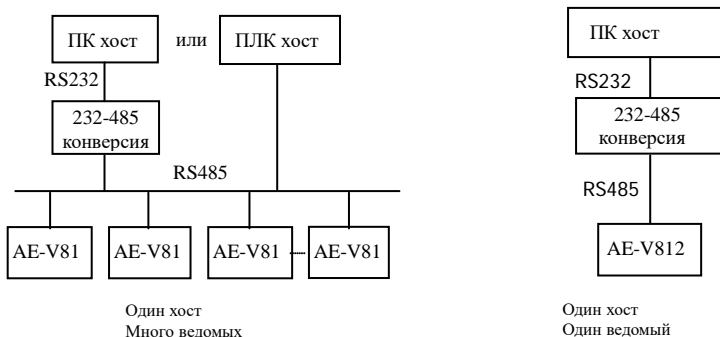 ПК хост или ПЛК хост
RS232
232-485
конверсия
RS485
AE-V81 AE-V81 AE-V81 AE-V81
Один хост
Много ведомых
ПК хост
RS232
232-485
конверсия
RS485
AE-V812
Один хост
Один ведомый